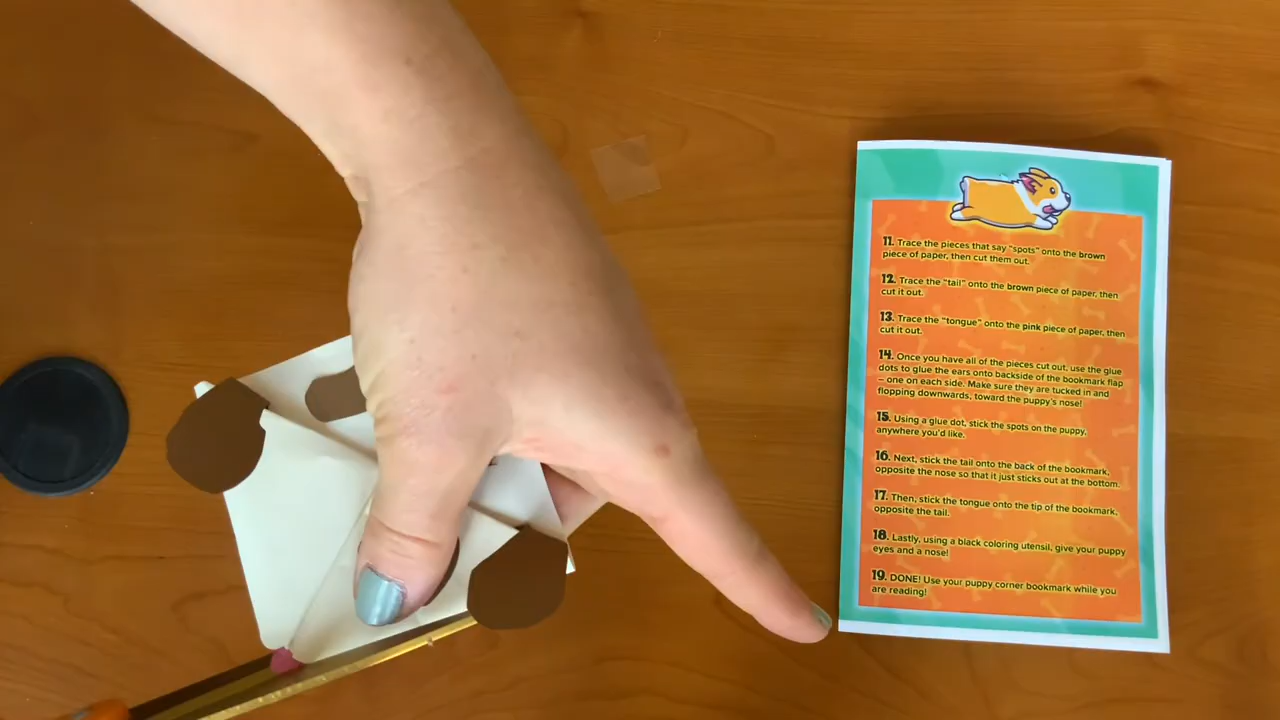 11. Trace the pieces that say "spots" onto the brown
piece of paper, then cut them out.
12. Trace the "tail" onto the brown piece of paper, then
cut it out.
13. Trace the "tongue" onto the pink piece of paper, then
cut it out.
14. Once you have all of the pieces cut out, use the glue
dots to glue the ears onto backside of the bookmark flap
– one on each side. Make sure they are tucked in and
flopping downwards, toward the puppy's nose!
15. Using a glue dot, stick the spots on the puppy,
anywhere you'd like.
16. Next, stick the tail onto the back of the bookmark,
opposite the nose so that it just sticks out at the bottom.
17. Then, stick the tongue onto the tip of the bookmark,
opposite the tail.
18. Lastly, using a black coloring utensil, give your puppy
eyes and a nose!
19. DONE! Use your puppy corner bookmark while you
are reading!